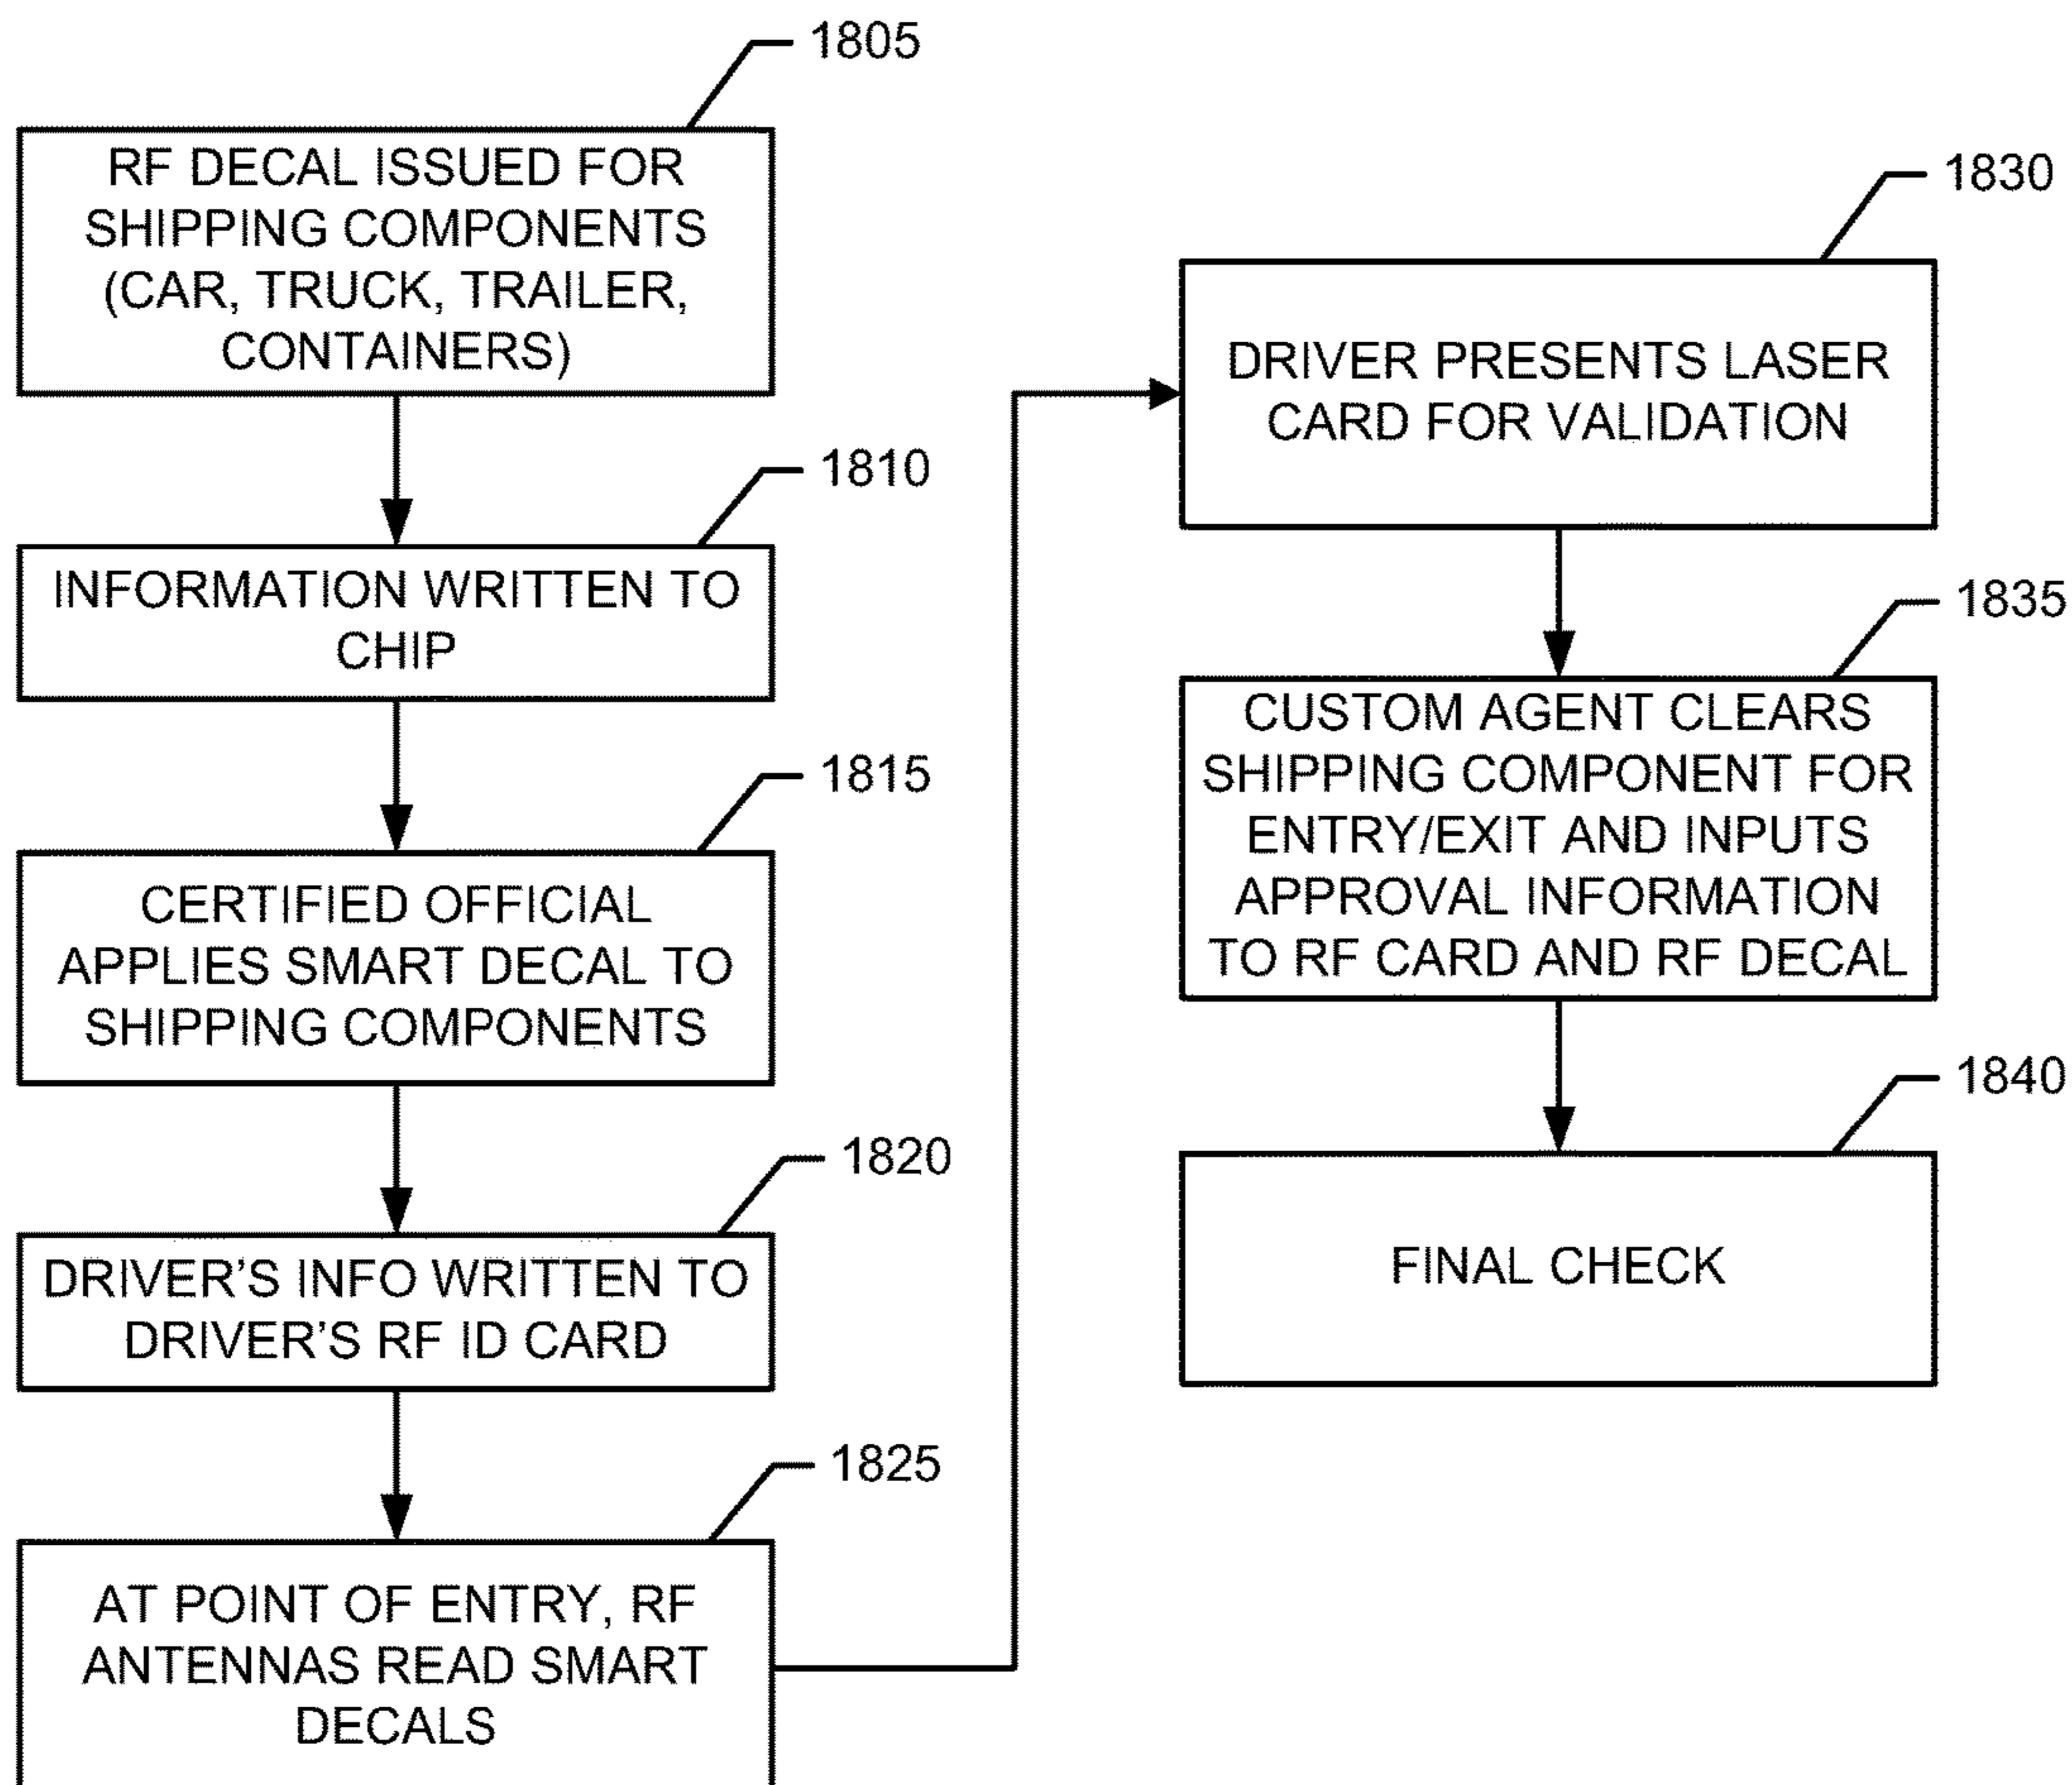 1805
RF DECAL ISSUED FOR
SHIPPING COMPONENTS
(CAR, TRUCK, TRAILER,
CONTAINERS)
1810
INFORMATION WRITTEN TO
CHIP
1815
CERTIFIED OFFICIAL
APPLIES SMART DECAL TO
SHIPPING COMPONENTS
1820
DRIVER'S INFO WRITTEN TO
DRIVER'S RF ID CARD
1825
AT POINT OF ENTRY, RF
ANTENNAS READ SMART
DECALS
1830
DRIVER PRESENTS LASER
CARD FOR VALIDATION
1835
CUSTOM AGENT CLEARS
SHIPPING COMPONENT FOR
ENTRY/EXIT AND INPUTS
APPROVAL INFORMATION
TO RF CARD AND RF DECAL
1840
FINAL CHECK